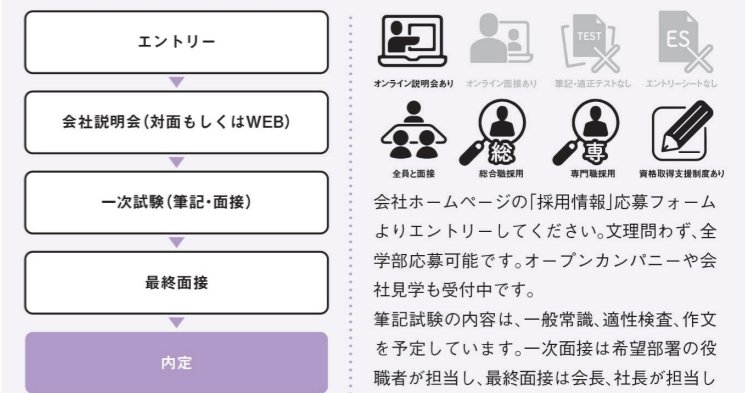 エントリー
会社説明会(対面もしくはWEB)
一次試験(筆記・面接)
最終面接
内定
オンライン説明会あり
オンライン面接あり
TEST
筆記・適正テストなし
ES
エントリーシートなし
全員と面接
総
総合職採用
専
専門職採用
資格取得支援制度あり
会社ホームページの「採用情報」応募フォーム
よりエントリーしてください。文理問わず、全
学部応募可能です。オープンカンパニーや会
社見学も受付中です。
筆記試験の内容は、一般常識、適性検査、作文
を予定しています。一次面接は希望部署の役
職者が担当し、最終面接は会長、社長が担当し